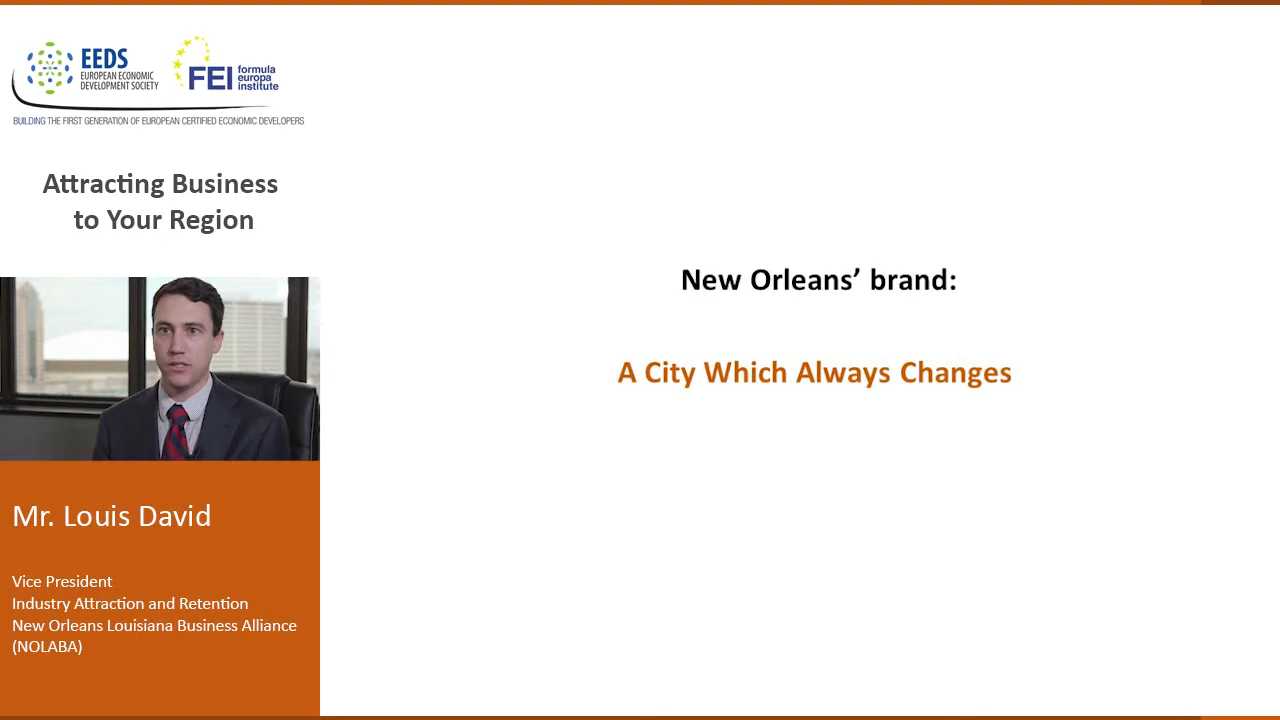 EEDS
EUROPEAN ECONOMIC
DEVELOPMENT SOCIETY
FEI
formula
europa
institute
BUILDING THE FIRST GENERATION OF EUROPEAN CERTIFIED ECONOMIC DEVELOPERS
Attracting Business
to Your Region
Mr. Louis David
Vice President
Industry Attraction and Retention
New Orleans Louisiana Business Alliance
(NOLABA)
New Orleans’ brand:
A City Which Always Changes